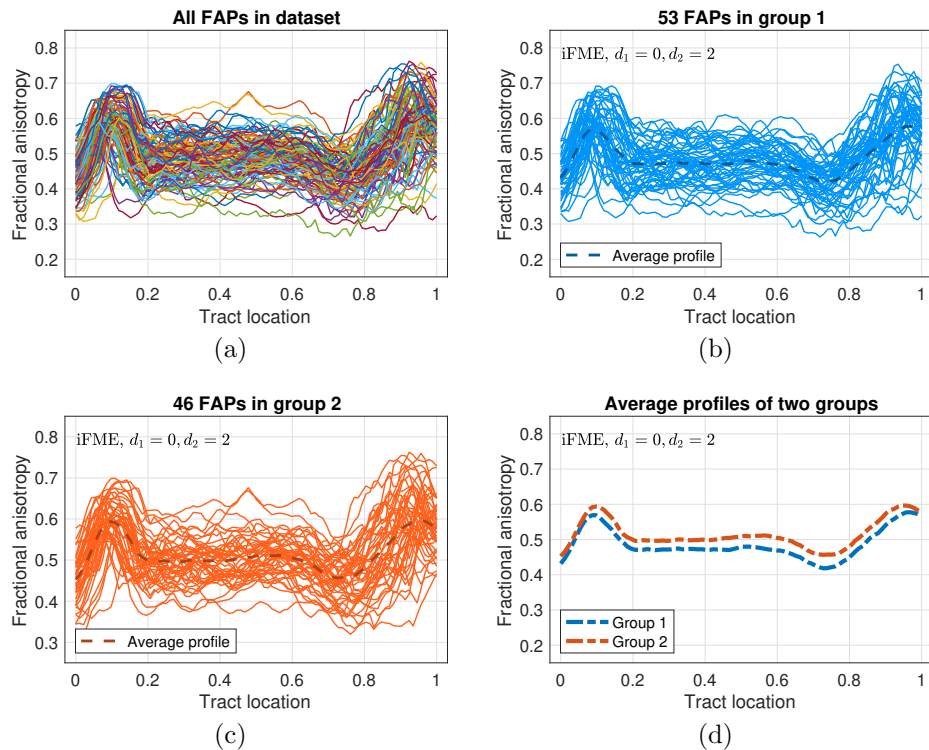 All FAPs in dataset
Fractional anisotropy
0.8
0.7
0.6
0.5
0.4
0.3
0.2
0 0.2 0.4 0.6 0.8 1
Tract location
(a)
53 FAPs in group 1
iFME, d₁ = 0, d₂ = 2
Fractional anisotropy
0.8
0.7
0.6
0.5
0.4
0.3
0.2
Average profile
0 0.2 0.4 0.6 0.8 1
Tract location
(b)
46 FAPs in group 2
iFME, d₁ = 0, d₂ = 2
Fractional anisotropy
0.8
0.7
0.6
0.5
0.4
0.3
Average profile
0 0.2 0.4 0.6 0.8 1
Tract location
(c)
Average profiles of two groups
iFME, d₁ = 0, d₂ = 2
Fractional anisotropy
0.8
0.7
0.6
0.5
0.4
0.3
0.2
Group 1
Group 2
0 0.2 0.4 0.6 0.8 1
Tract location
(d)